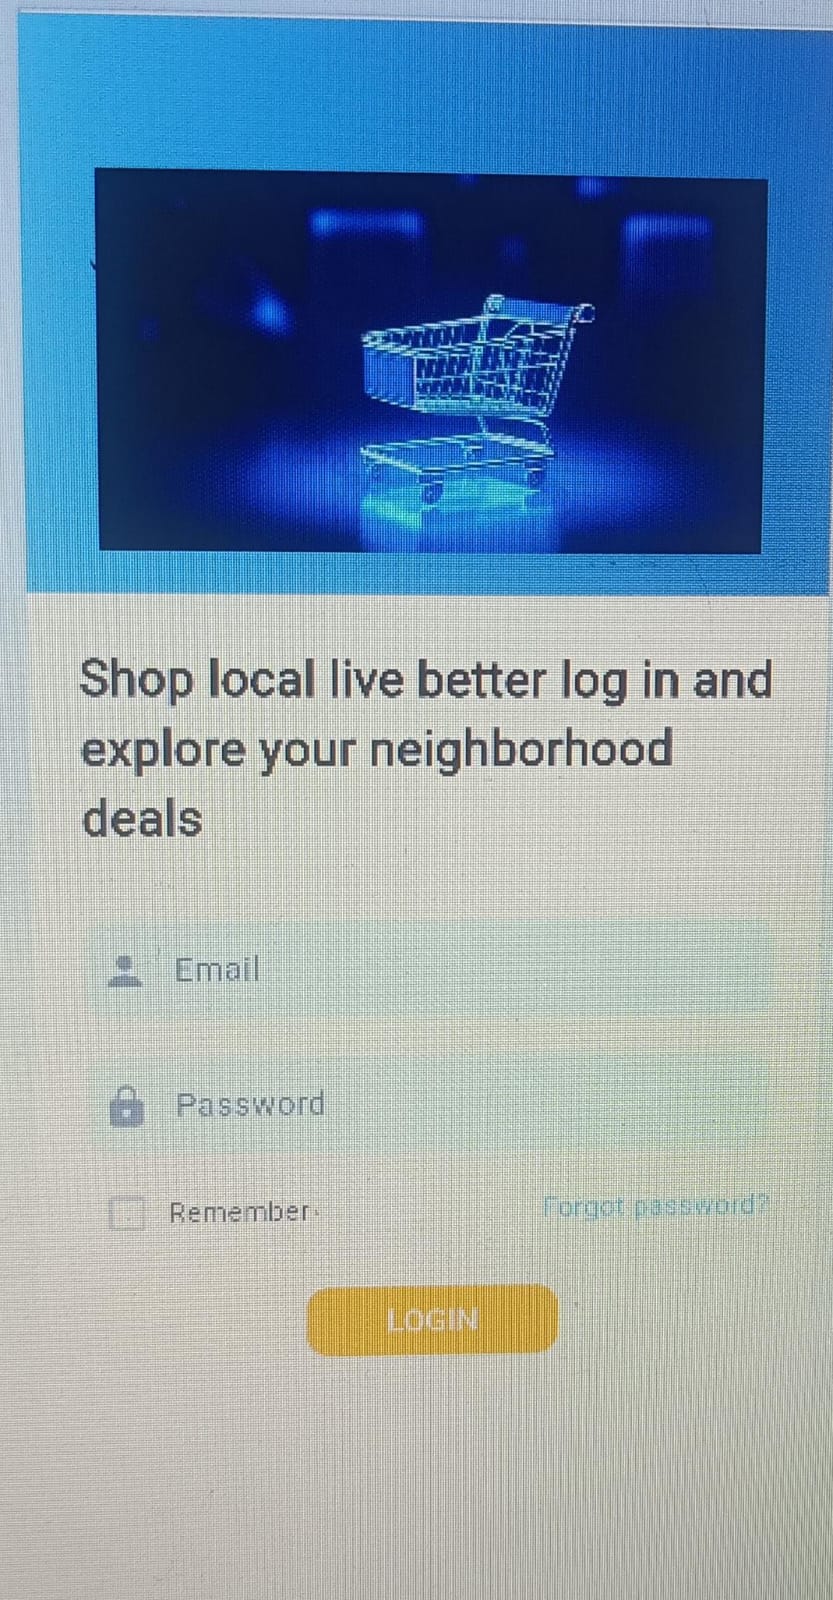 Shop local live better log in and
explore your neighborhood
deals
Email
Password
Remember
Forgot password?
LOGIN